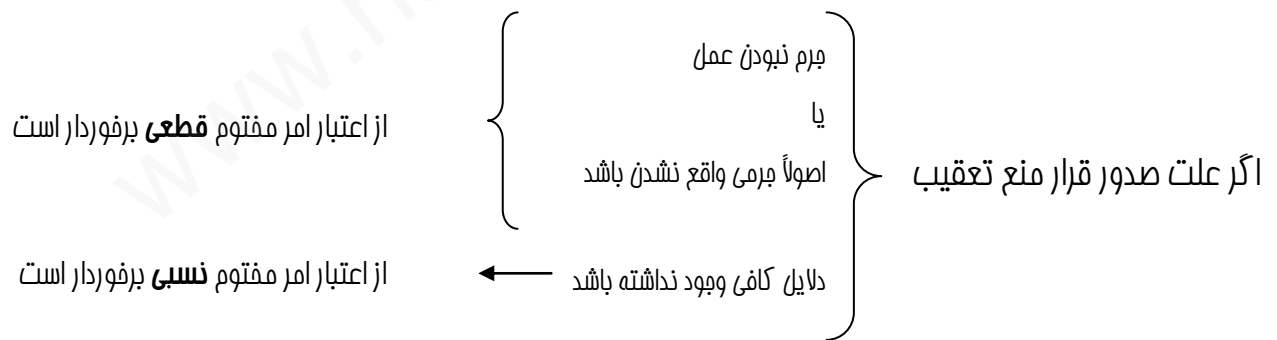 اگر علت صدور قرار منع تعقیب
جرم نبودن عمل
یا
اصولاً جرمی واقع نشدن باشد
از اعتبار امر مختوم قطعی برخوردار است
دلایل کافی وجود نداشته باشد
از اعتبار امر مختوم نسبی برخوردار است